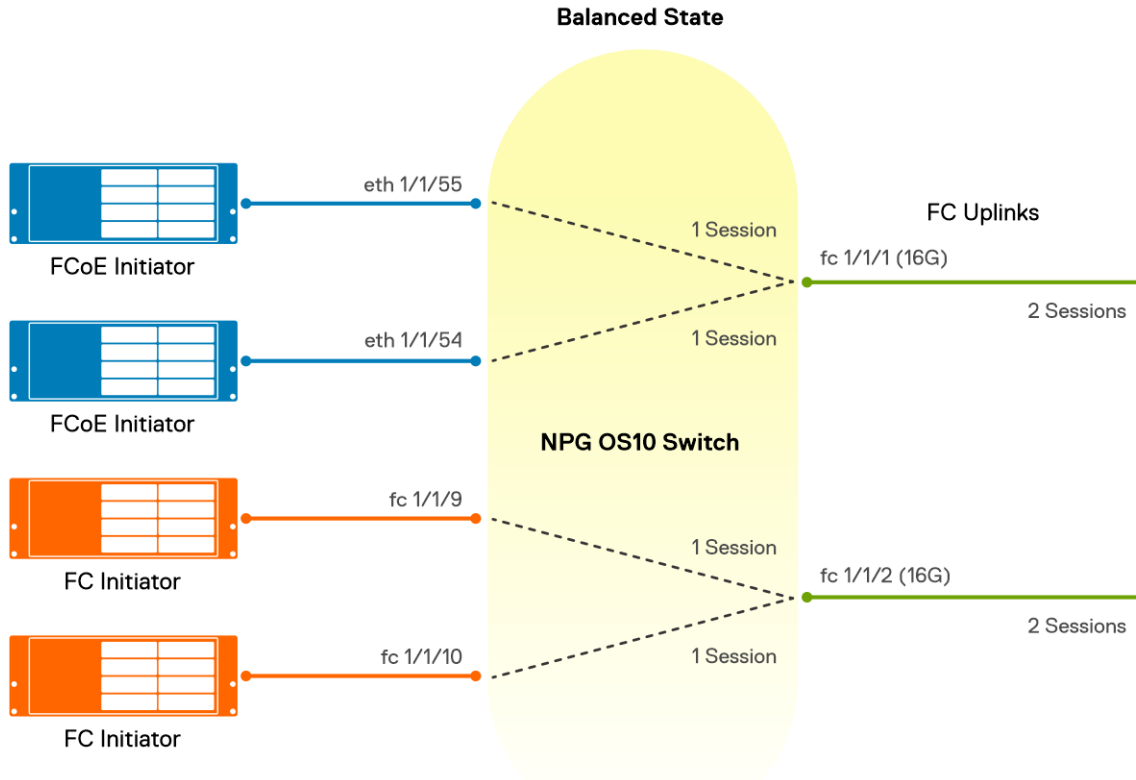 Balanced State
eth 1/1/55
FCoE Initiator
1 Session
FC Uplinks
fc 1/1/1 (16G)
2 Sessions
eth 1/1/54
FCoE Initiator
1 Session
NPG OS10 Switch
fc 1/1/9
FC Initiator
1 Session
fc 1/1/2 (16G)
2 Sessions
fc 1/1/10
FC Initiator
1 Session